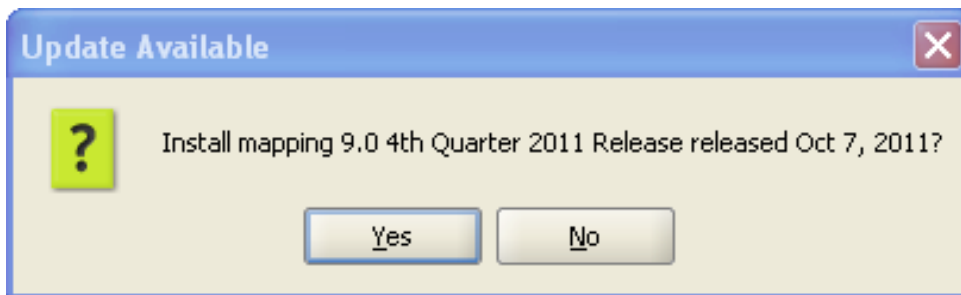 Update Available
?
Install mapping 9.0 4th Quarter 2011 Release released Oct 7, 2011?
Yes
No